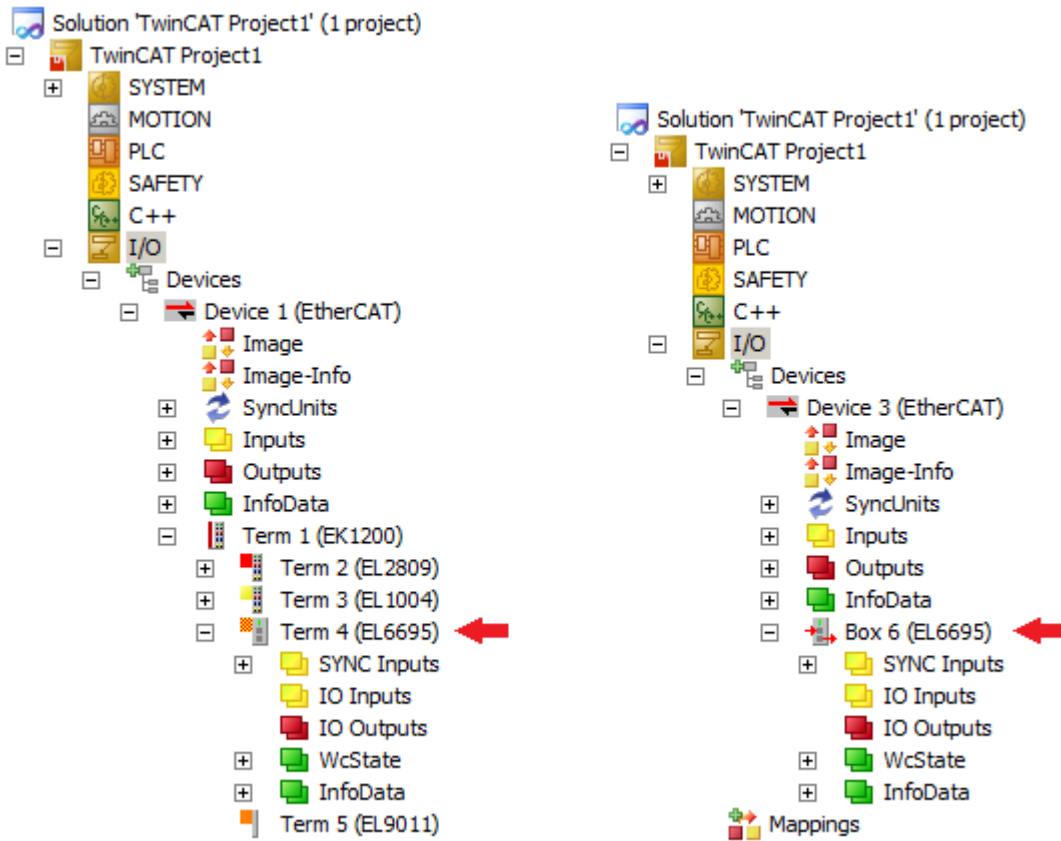 Solution 'TwinCAT Project1' (1 project)
TwinCAT Project1
SYSTEM
MOTION
PLC
SAFETY
C++
I/O
Devices
Device 1 (EtherCAT)
Image
Image-Info
SyncUnits
Inputs
Outputs
InfoData
Term 1 (EK1200)
Term 2 (EL2809)
Term 3 (EL1004)
Term 4 (EL6695)
SYNC Inputs
IO Inputs
IO Outputs
WcState
InfoData
Term 5 (EL9011)
Solution 'TwinCAT Project1' (1 project)
TwinCAT Project1
SYSTEM
MOTION
PLC
SAFETY
C++
I/O
Devices
Device 3 (EtherCAT)
Image
Image-Info
SyncUnits
Inputs
Outputs
InfoData
Box 6 (EL6695)
SYNC Inputs
IO Inputs
IO Outputs
WcState
InfoData
Mappings